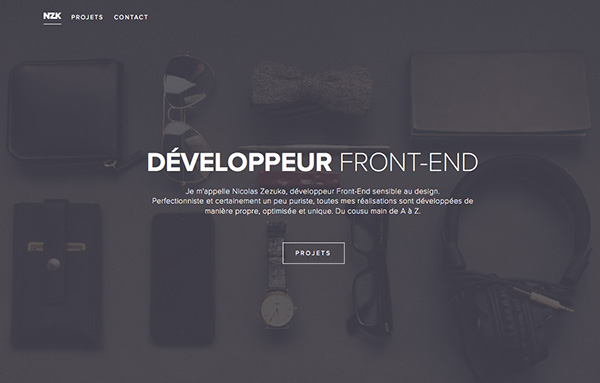 NZK PROJETS CONTACT
DÉVELOPPEUR FRONT-END
Je m'appelle Nicolas Zezuka, développeur Front-End sensible au design.
Perfectionniste et certainement un peu puriste, toutes mes réalisations sont développées de
manière propre, optimisée et unique. Du cousu main de A à Z.
PROJETS